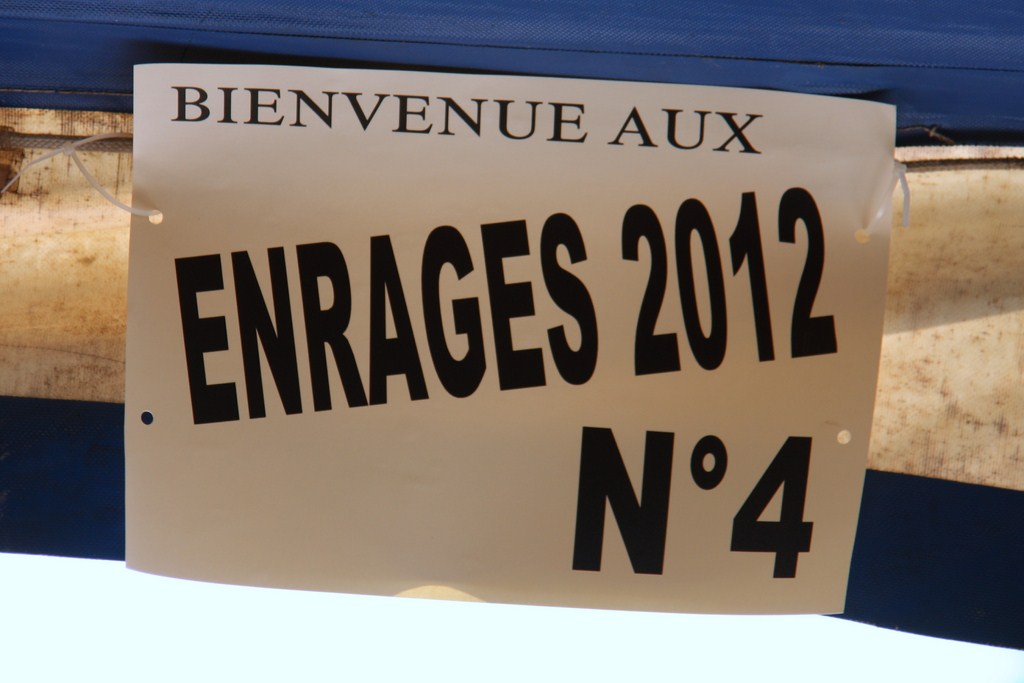 BIENVENUE AUX
ENRAGES 2012
N°4